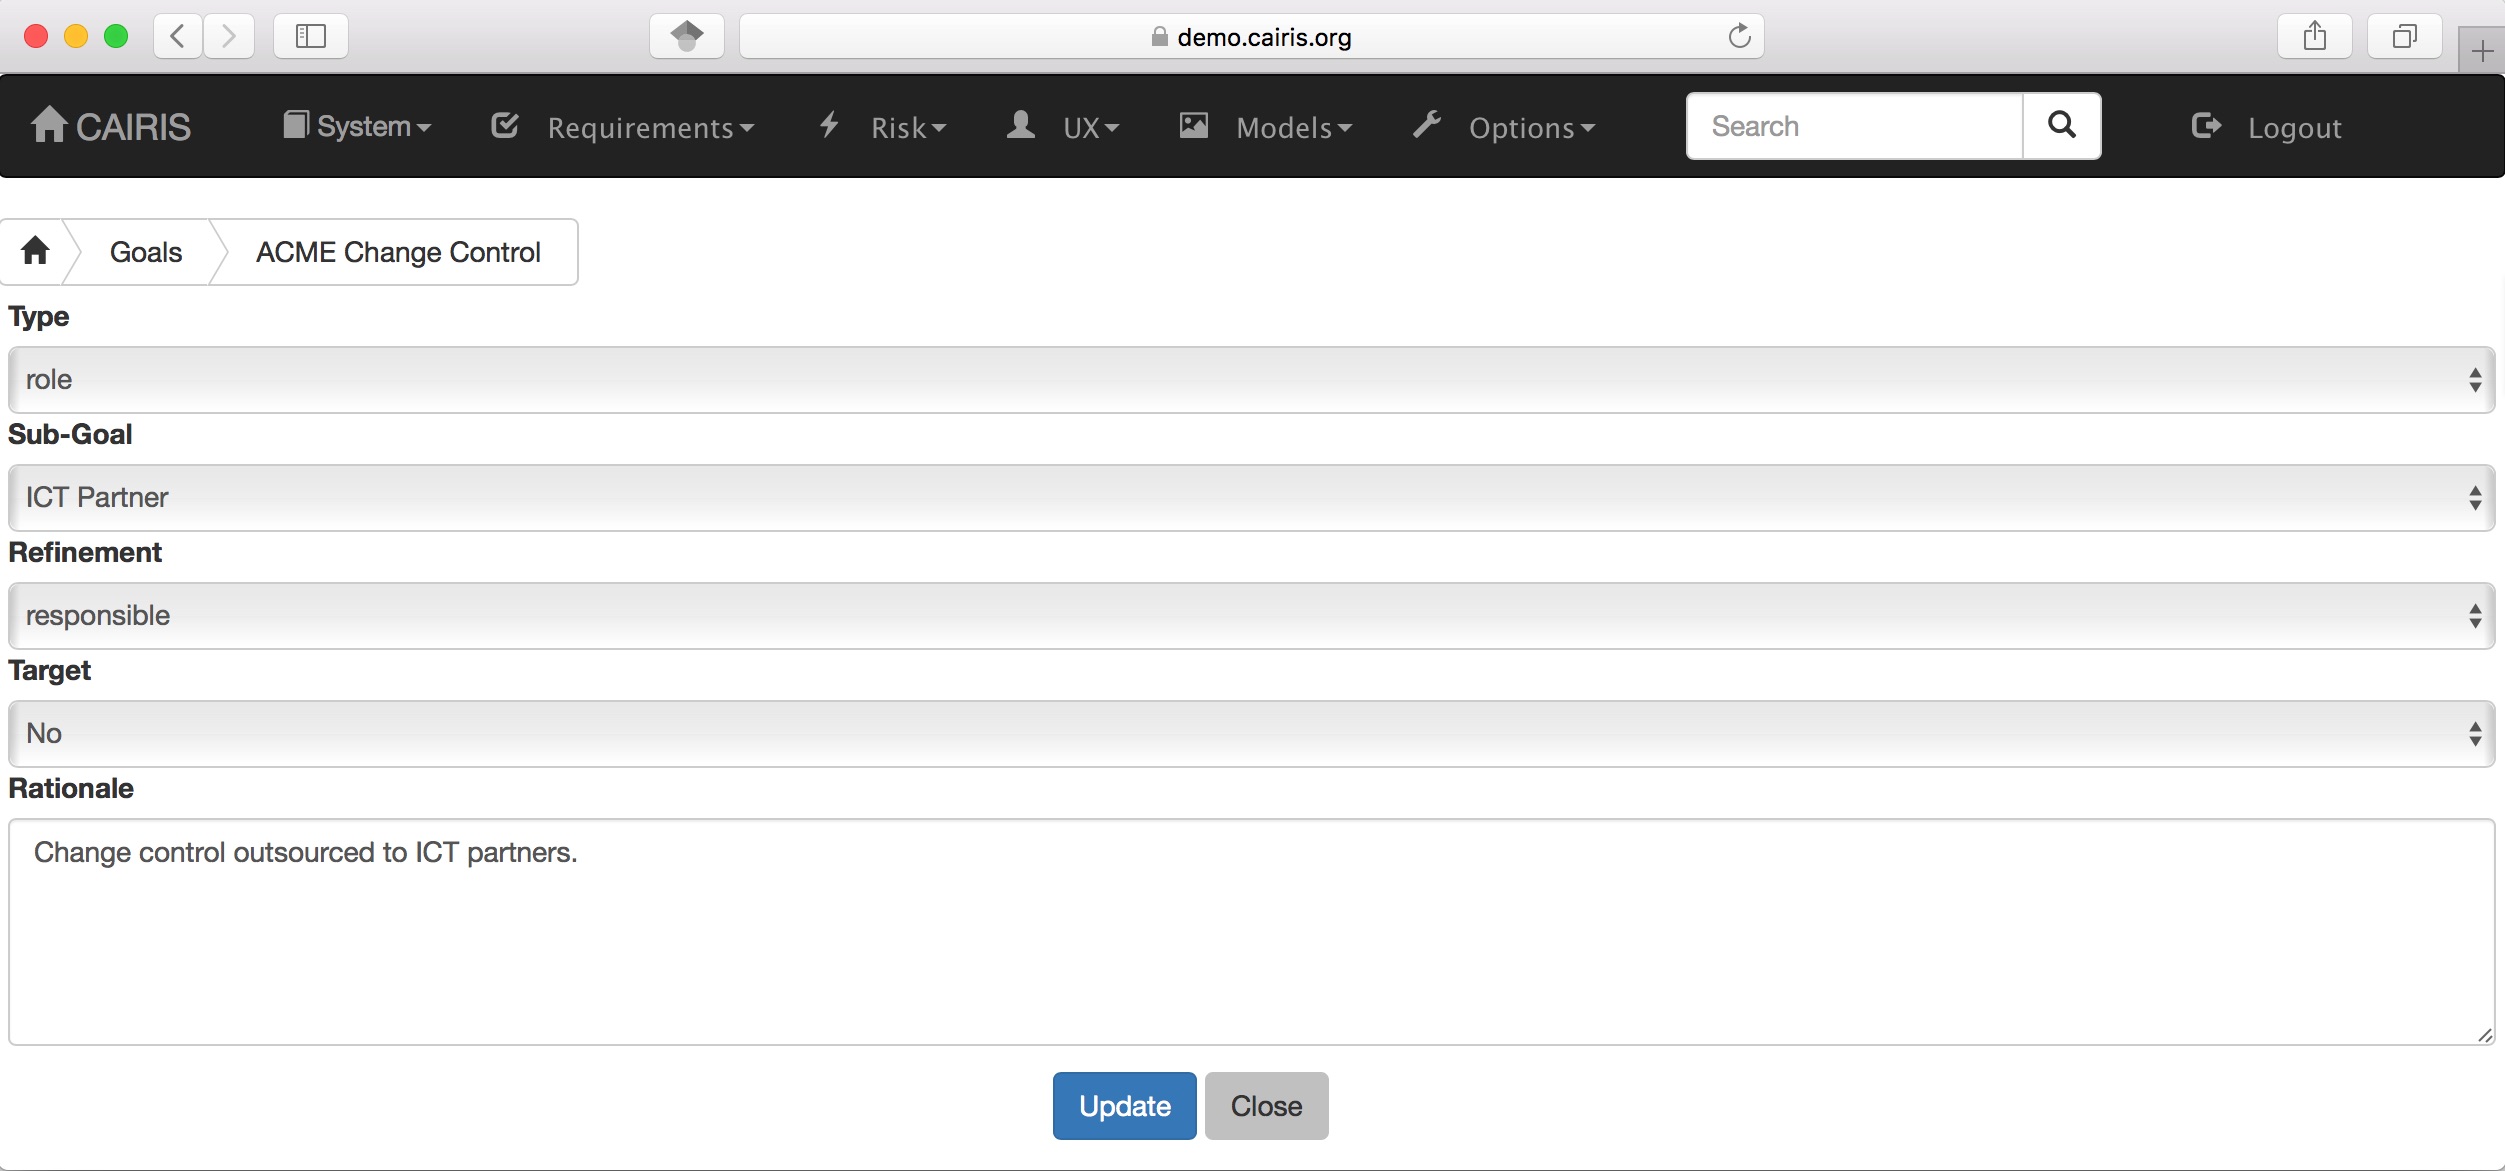 demo.cairis.org
CAIRIS System Requirements Risk UX Models Options Search Logout
Goals ACME Change Control
Type
role
Sub-Goal
ICT Partner
Refinement
responsible
Target
No
Rationale
Change control outsourced to ICT partners.
Update Close